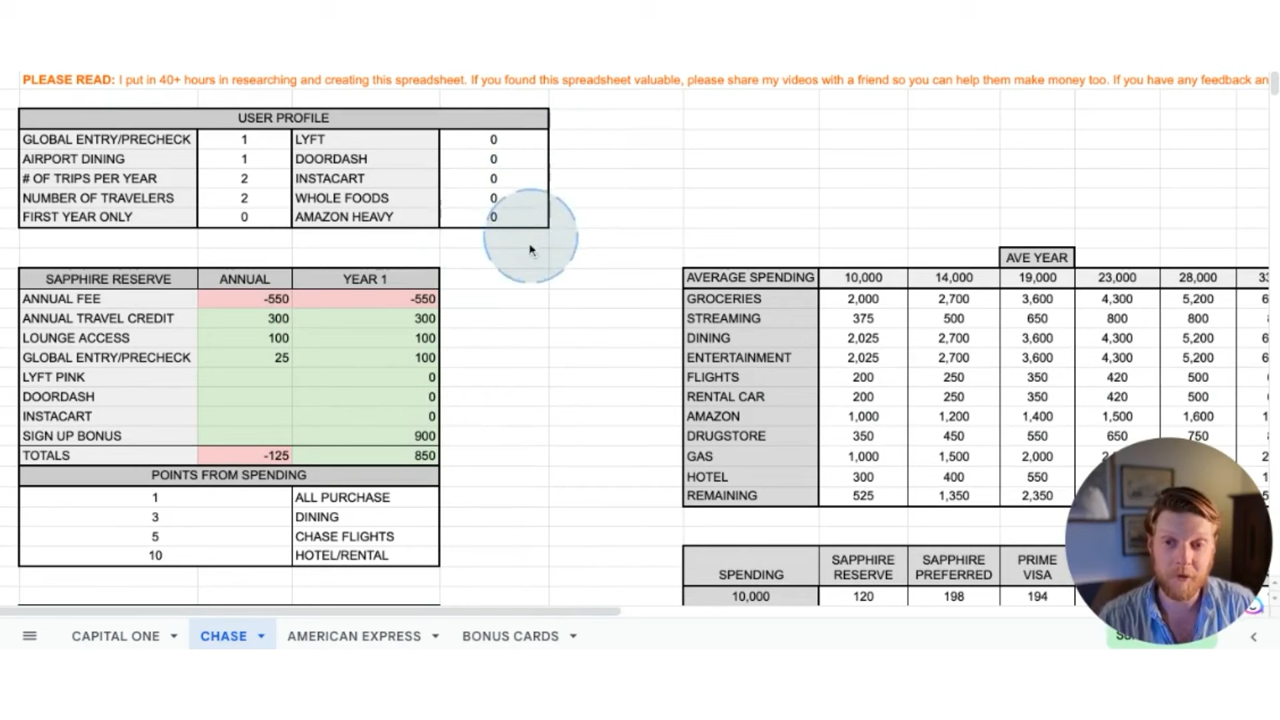 PLEASE READ: I put in 40+ hours in researching and creating this spreadsheet. If you found this spreadsheet valuable, please share my videos with a friend so you can help them make money too. If you have any feedback an
USER PROFILE
GLOBAL ENTRY/PRECHECK 1 LYFT 0
AIRPORT DINING 1 DOORDASH 0
# OF TRIPS PER YEAR 2 INSTACART 0
NUMBER OF TRAVELERS 2 WHOLE FOODS 0
FIRST YEAR ONLY 0 AMAZON HEAVY 0
SAPPHIRE RESERVE ANNUAL YEAR 1
ANNUAL FEE -550 -550
ANNUAL TRAVEL CREDIT 300 300
LOUNGE ACCESS 100 100
GLOBAL ENTRY/PRECHECK 25 100
LYFT PINK 0
DOORDASH 0
INSTACART 0
SIGN UP BONUS 900
TOTALS -125 850
POINTS FROM SPENDING
1 ALL PURCHASE
3 DINING
5 CHASE FLIGHTS
10 HOTEL/RENTAL
AVE YEAR
AVERAGE SPENDING 10,000 14,000 19,000 23,000 28,000
GROCERIES 2,000 2,700 3,600 4,300 5,200
STREAMING 375 500 650 800 800
DINING 2,025 2,700 3,600 4,300 5,200
ENTERTAINMENT 2,025 2,700 3,600 4,300 5,200
FLIGHTS 200 250 350 420 500
RENTAL CAR 200 250 350 420 500
AMAZON 1,000 1,200 1,400 1,500 1,600
DRUGSTORE 350 450 550 650 750
GAS 1,000 1,500 2,000
HOTEL 300 400 550
REMAINING 525 1,350 2,350
SPENDING SAPPHIRE RESERVE SAPPHIRE PREFERRED PRIME VISA
10,000 120 198 194
CAPITAL ONE CHASE AMERICAN EXPRESS BONUS CARDS